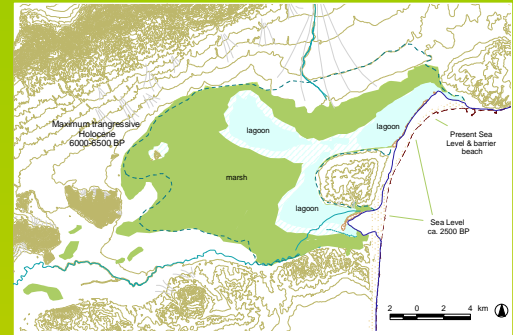 Maximum trangressive
Holocene
6000-6500 BP
lagoon
lagoon
marsh
lagoon
Present Sea
Level & barrier
beach
Sea Level
ca. 2500 BP
2 0 2 4 km